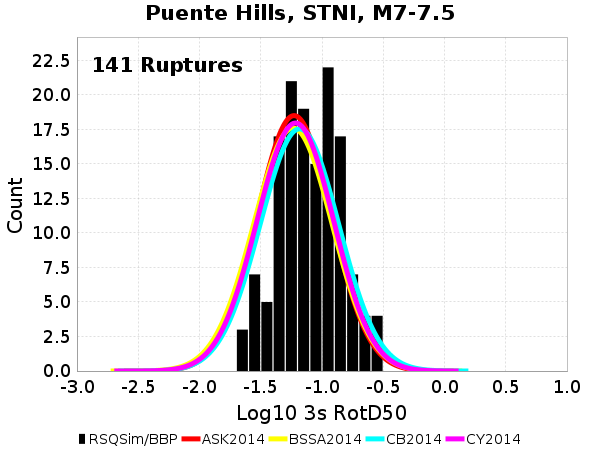 Puente Hills, STNI, M7-7.5
141 Ruptures
Count
22.5
20.0
17.5
15.0
12.5
10.0
7.5
5.0
2.5
0.0
-3.0 -2.5 -2.0 -1.5 -1.0 -0.5 0.0 0.5 1.0
Log10 3s RotD50
RSQSim/BBP ASK2014 BSSA2014 CB2014 CY2014